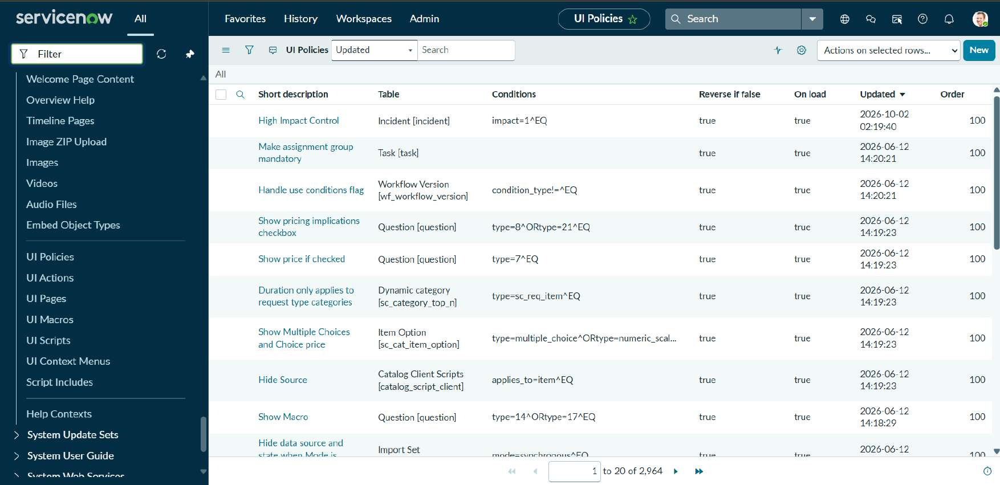 servicenow
All
Favorites
History
Workspaces
Admin
UI Policies
Search
Filter
Welcome Page Content
Overview Help
Timeline Pages
Image ZIP Upload
Images
Videos
Audio Files
Embed Object Types
UI Policies
UI Actions
UI Pages
UI Macros
UI Scripts
UI Context Menus
Script Includes
Help Contexts
System Update Sets
System User Guide
System Web Services
UI Policies
Updated
Search
Actions on selected rows...
New
All
Short description
Table
Conditions
Reverse if false
On load
Updated
Order
High Impact Control
Incident [incident]
impact=1^EQ
true
true
2026-10-02
02:19:40
100
Make assignment group
mandatory
Task [task]
true
true
2026-06-12
14:20:21
100
Handle use conditions flag
Workflow Version
[wf_workflow_version]
condition_type!=^EQ
true
true
2026-06-12
14:20:21
100
Show pricing implications
checkbox
Question [question]
type=8^ORtype=21^EQ
true
true
2026-06-12
14:19:23
100
Show price if checked
Question [question]
type=7^EQ
true
true
2026-06-12
14:19:23
100
Duration only applies to
request type categories
Dynamic category
[sc_category_top_n]
type=sc_req_item^EQ
true
true
2026-06-12
14:19:23
100
Show Multiple Choices
and Choice price
Item Option
[sc_cat_item_option]
type=multiple_choice^ORtype=numeric_scal...
true
true
2026-06-12
14:19:23
100
Hide Source
Catalog Client Scripts
[catalog_script_client]
applies_to=item^EQ
true
true
2026-06-12
14:19:23
100
Show Macro
Question [question]
type=14^ORtype=17^EQ
true
true
2026-06-12
14:18:29
100
Hide data source and
state when Mode is
Import Set
mode=synchronous^EQ
true
true
2026-06-12
100
1 to 20 of 2,964